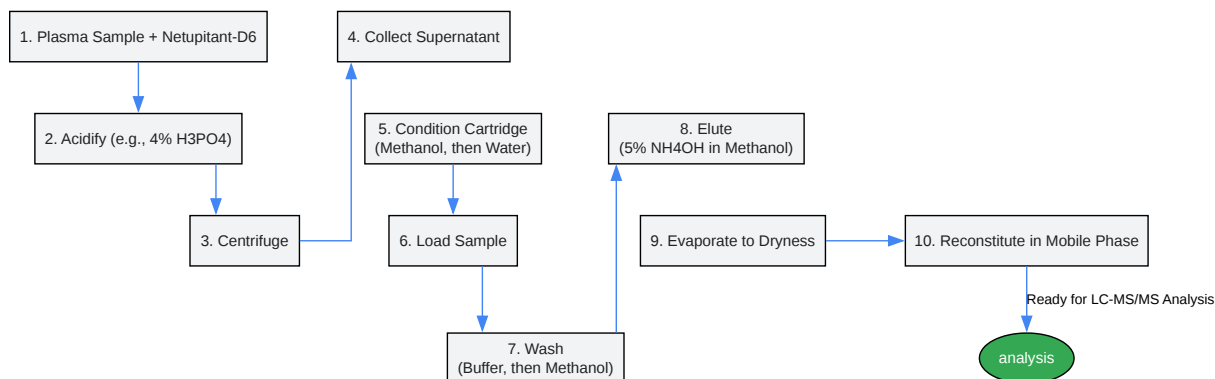 1. Plasma Sample + Netupitant-D6
2. Acidify (e.g., 4% H3PO4)
3. Centrifuge
4. Collect Supernatant
5. Condition Cartridge
(Methanol, then Water)
6. Load Sample
7. Wash
(Buffer, then Methanol)
8. Elute
(5% NH4OH in Methanol)
9. Evaporate to Dryness
10. Reconstitute in Mobile Phase
Ready for LC-MS/MS Analysis
analysis